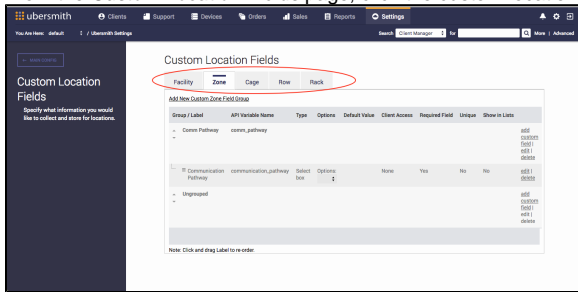 ubersmith Clients Support Devices Orders Sales Reports Settings
You Are Here: default / Ubersmith Settings Search Client Manager for More | Advanced
Custom Location Fields
Facility Zone Cage Row Rack
Custom Location
Fields
Specify what information you would
like to collect and store for locations.
Add New Custom Zone Field Group
Group / Label API Variable Name Type Options Default Value Client Access Required Field Unique Show in Lists
Comm Pathway comm_pathway add
custom
field |
edit |
delete
Communication communication_pathway Select Options None Yes No No edit |
Pathway box delete
Ungrouped add
custom
field |
edit |
delete
Note: Click and drag Label to re-order.